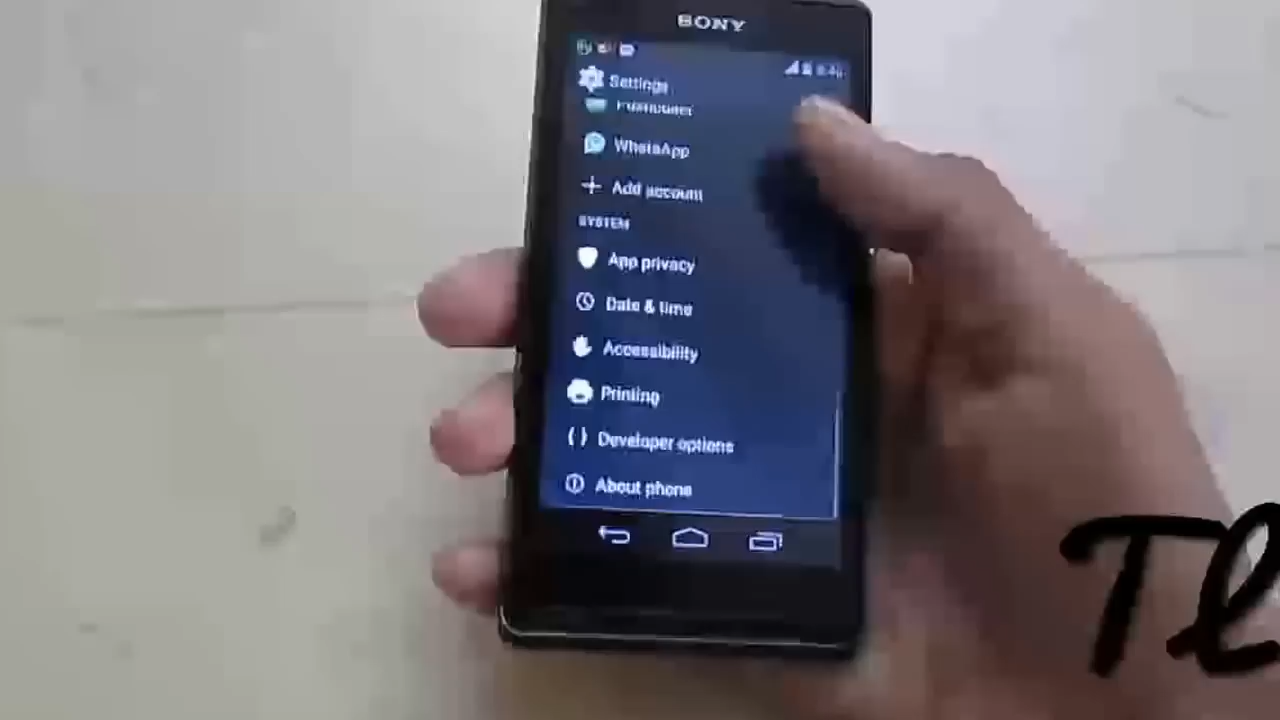 SONY
Settings
WhatsApp
Add account
SYSTEM
App privacy
Date & time
Accessibility
Printing
Developer options
About phone